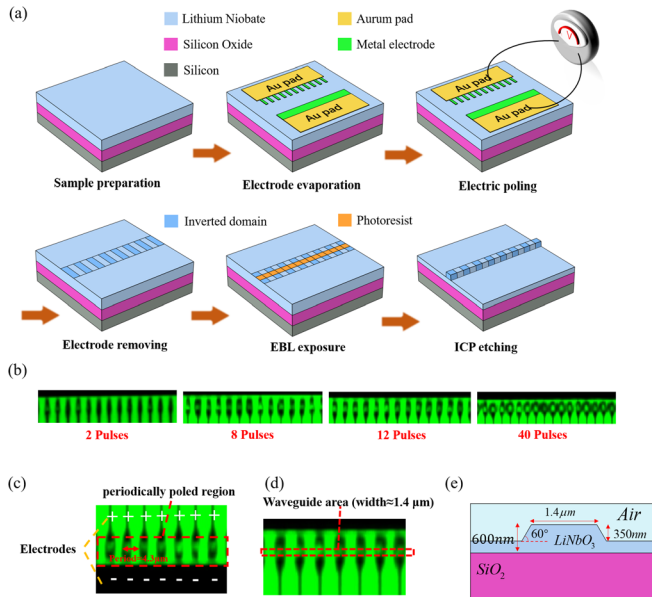 (a)
Lithium Niobate
Aurum pad
Silicon Oxide
Metal electrode
Silicon
V
Au pad
Au pad
Au pad
Au pad
Sample preparation
Electrode evaporation
Electric poling
Inverted domain
Photoresist
Electrode removing
EBL exposure
ICP etching
(b)
2 Pulses
8 Pulses
12 Pulses
40 Pulses
(c)
periodically poled region
+ + + + + + +
Electrodes
- - - - - - -
(d)
Waveguide area (width≈1.4 μm)
(e)
1.4μm
Air
600nm
60°
LiNbO3
350nm
SiO2